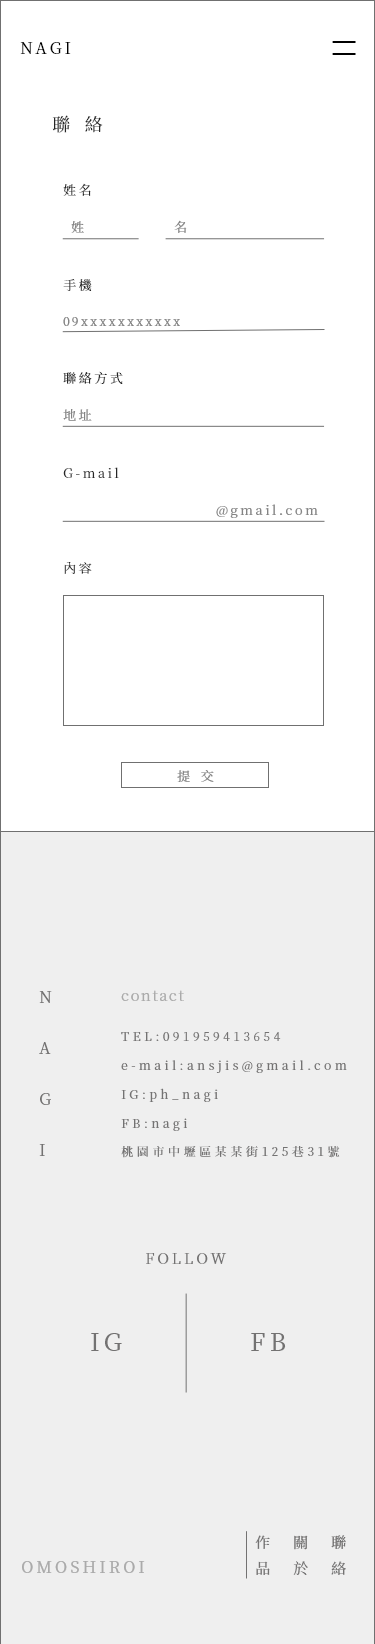 NAGI
聯 絡
姓名
姓 名
手機
09xxxxxxxxxxx
聯絡方式
地址
G-mail
@gmail.com
內容
提 交
N
A
G
I
contact
TEL:091959413654
e-mail:ansjis@gmail.com
IG:ph_nagi
FB:nagi
桃園市中壢區某某街125巷31號
FOLLOW
IG FB
OMOSHIROI
作品
關於
聯絡